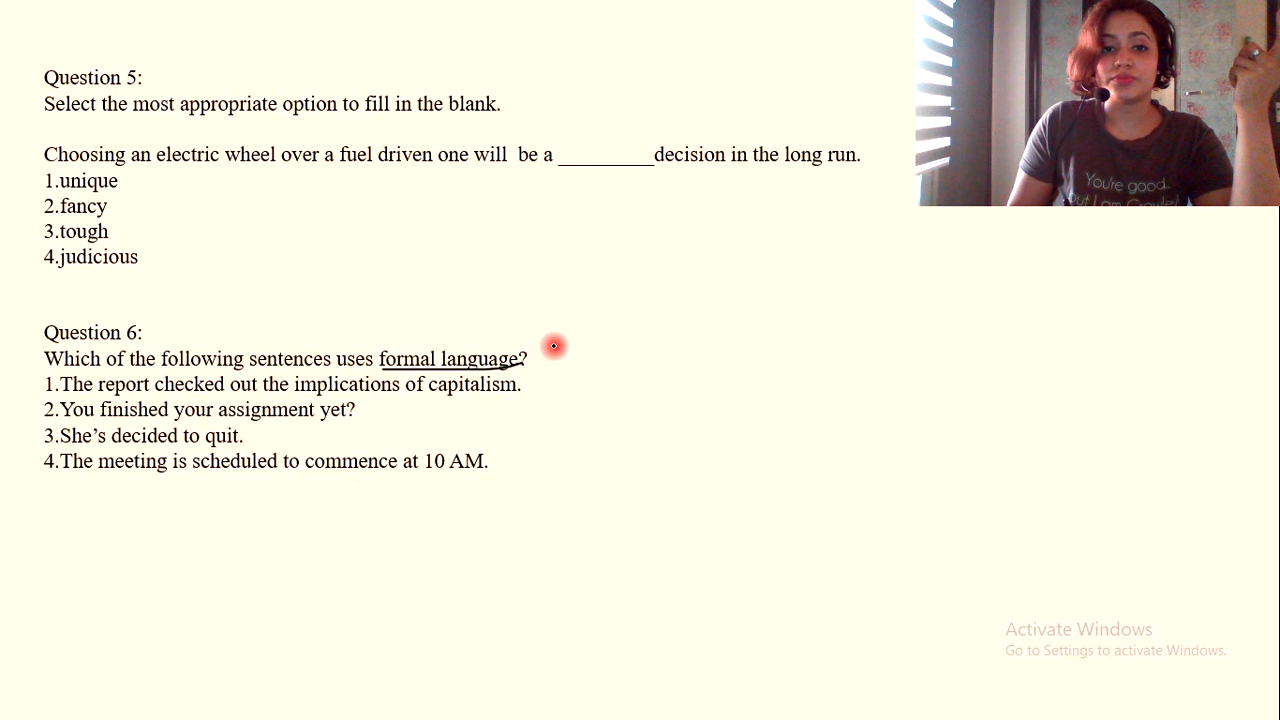 Question 5:
Select the most appropriate option to fill in the blank.
Choosing an electric wheel over a fuel driven one will  be a _________decision in the long run.
1.unique
2.fancy
3.tough
4.judicious
Question 6:
Which of the following sentences uses formal language?
1.The report checked out the implications of capitalism.
2.You finished your assignment yet?
3.She’s decided to quit.
4.The meeting is scheduled to commence at 10 AM.
You're good..
but I am Crowley
Activate Windows
Go to Settings to activate Windows.